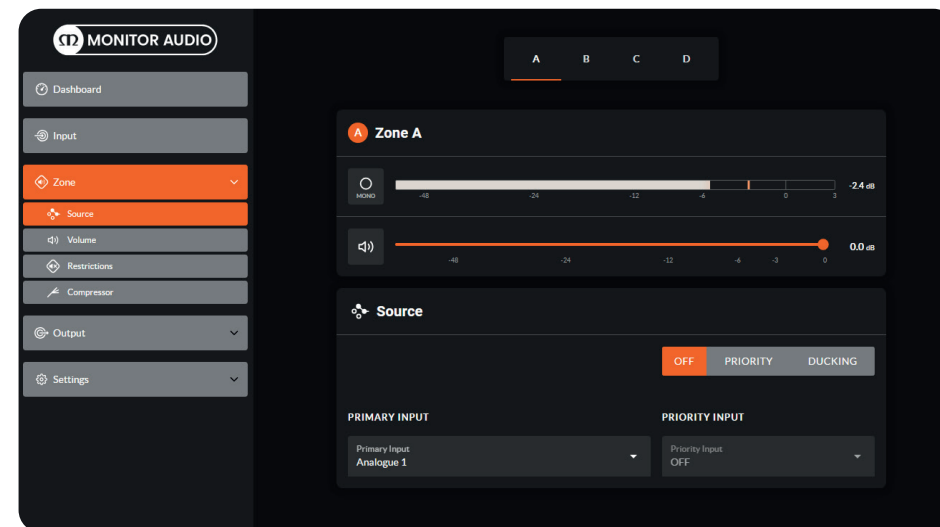 MONITOR AUDIO
Dashboard
Input
Zone
Source
Volume
Restrictions
Compressor
Output
Settings
A B C D
A Zone A
MONO
-48 -24 -12 -6 0 3
-2.4 dB
-48 -24 -12 -6 -3 0
0.0 dB
Source
OFF PRIORITY DUCKING
PRIMARY INPUT
Primary Input
Analogue 1
PRIORITY INPUT
Priority Input
OFF